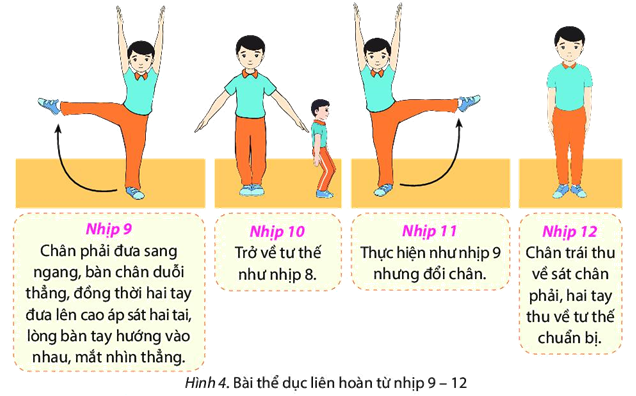 Nhịp 9
Chân phải đưa sang
ngang, bàn chân duỗi
thẳng, đồng thời hai tay
đưa lên cao áp sát hai tai,
lòng bàn tay hướng vào
nhau, mắt nhìn thẳng.
Nhịp 10
Trở về tư thế
như nhịp 8.
Nhịp 11
Thực hiện như nhịp 9
nhưng đổi chân.
Nhịp 12
Chân trái thu
về sát chân
phải, hai tay
thu về tư thế
chuẩn bị.
Hình 4. Bài thể dục liên hoàn từ nhịp 9 – 12